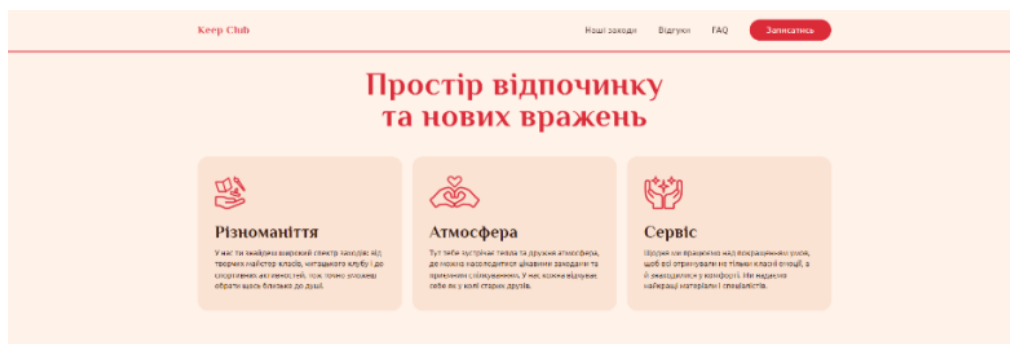 Keep Club
Наші заходи
Відгуки
FAQ
Записатись
Простір відпочинку
та нових вражень
Різноманіття
У нас ти знайдеш широкий спектр заходів: від
творчих майстер класів, читацького клубу і до
спортивних активностей, тож точно зможеш
обрати щось близьке до душі.
Атмосфера
Тут тебе зустрічає тепла та дружня атмосфера,
де можна насолодитися цікавими заходами та
приємним спілкуванням. У нас кожна відчуває
себе як у колі старих друзів.
Сервіс
Щодня ми працюємо над покращенням умов,
щоб всі отримували не тільки класні емоції, а
й знаходилися у комфорті. Ми надаємо
найкращі матеріали і спеціалістів.